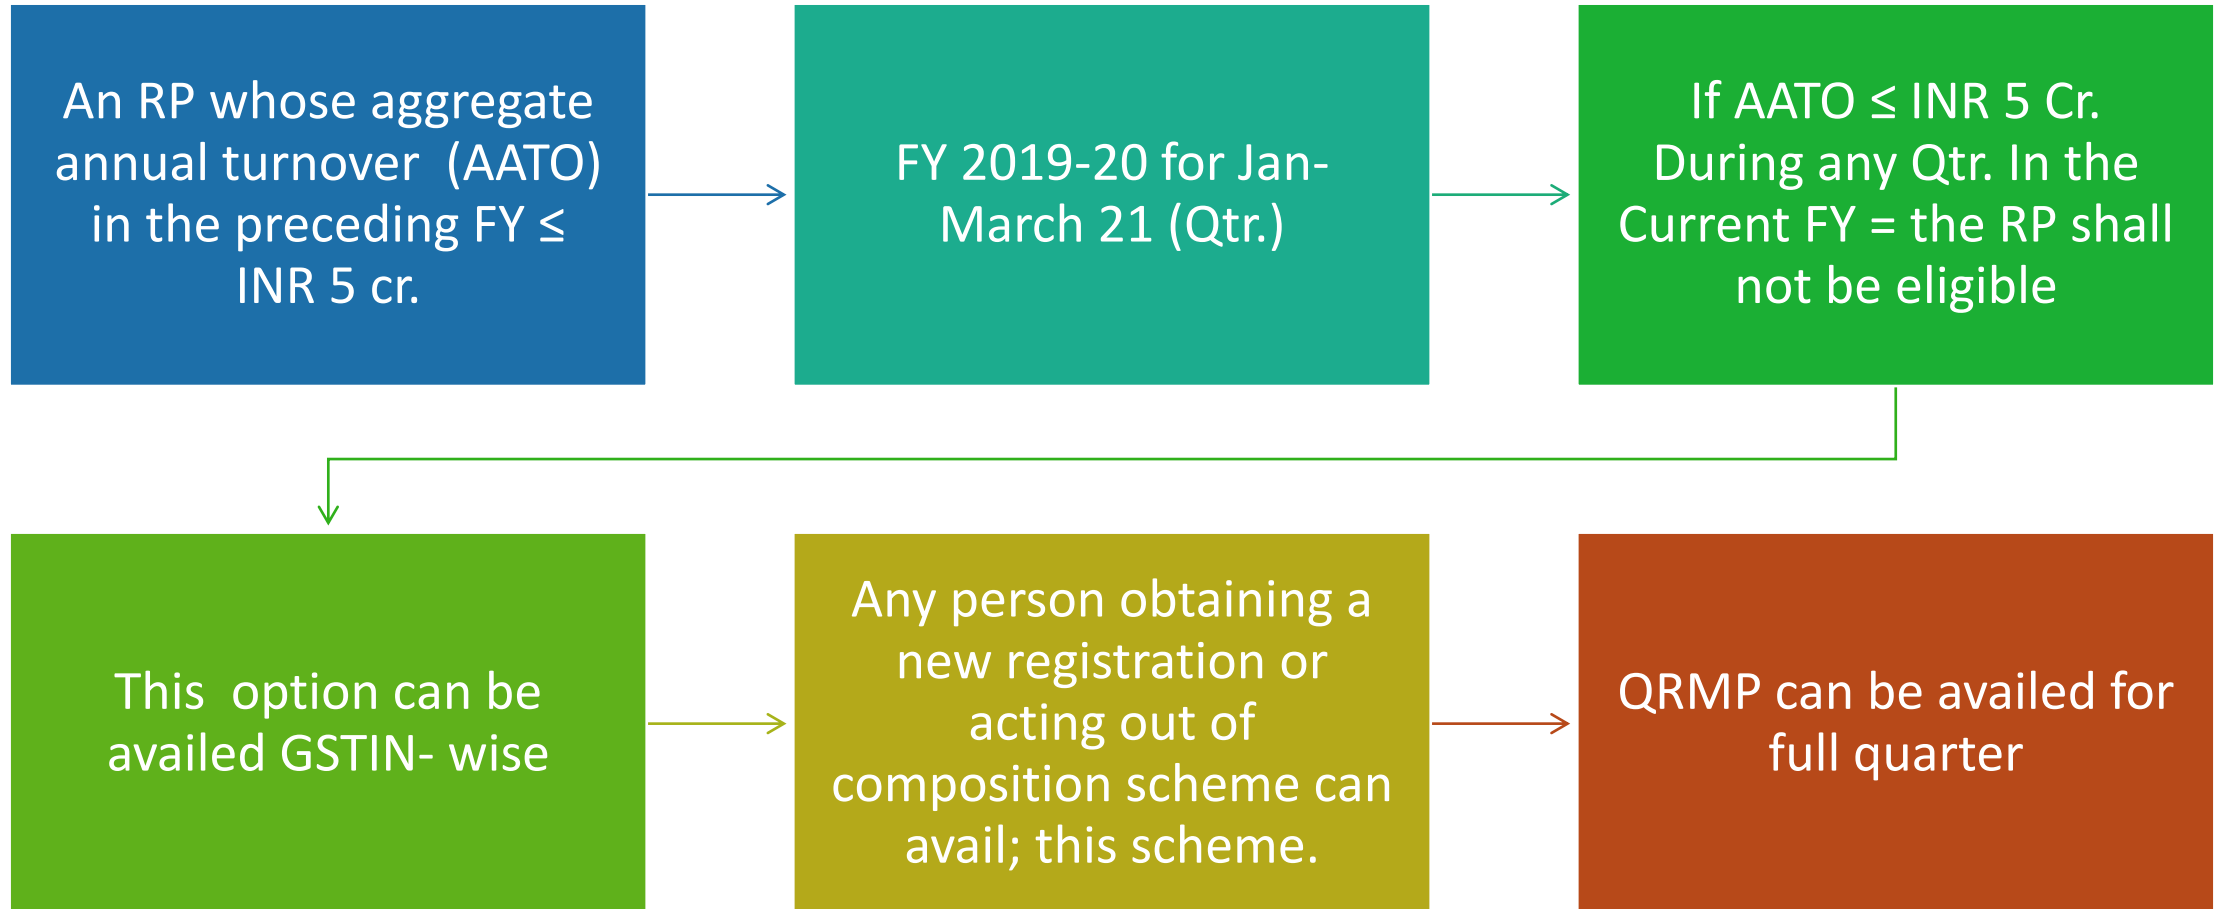 An RP whose aggregate
annual turnover  (AATO)
in the preceding FY ≤
INR 5 cr.
FY 2019-20 for Jan-
March 21 (Qtr.)
If AATO ≤ INR 5 Cr.
During any Qtr. In the
Current FY = the RP shall
not be eligible
This  option can be
availed GSTIN- wise
Any person obtaining a
new registration or
acting out of
composition scheme can
avail; this scheme.
QRMP can be availed for
full quarter